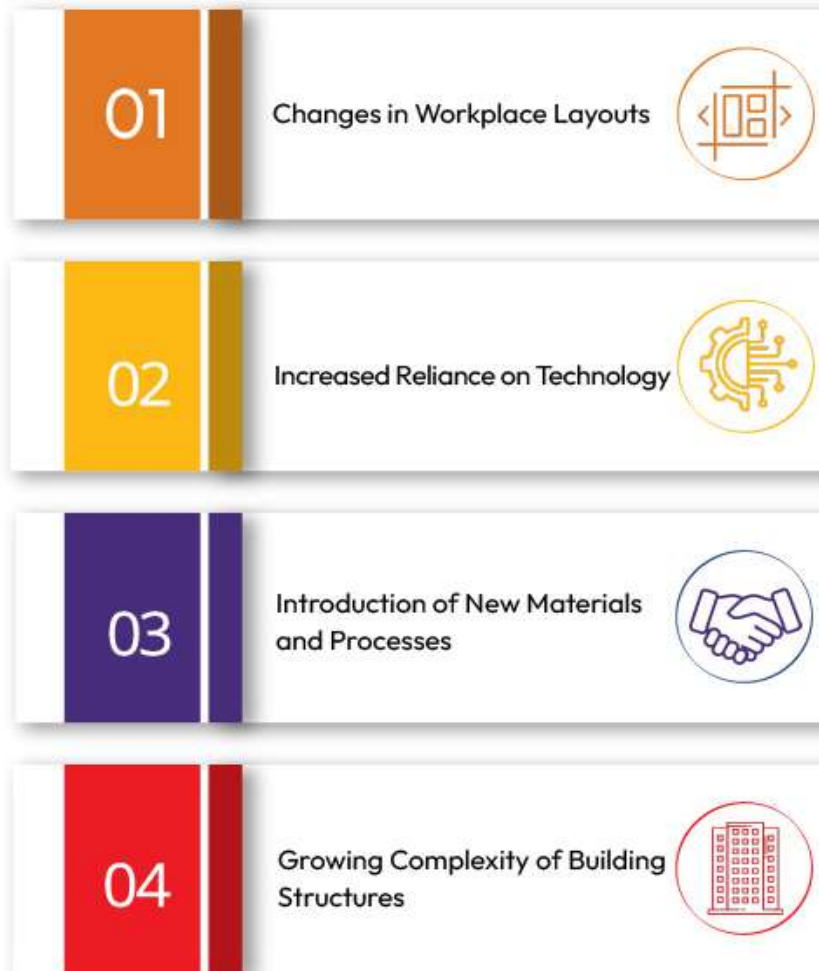 01
Changes in Workplace Layouts
02
Increased Reliance on Technology
03
Introduction of New Materials
and Processes
04
Growing Complexity of Building
Structures